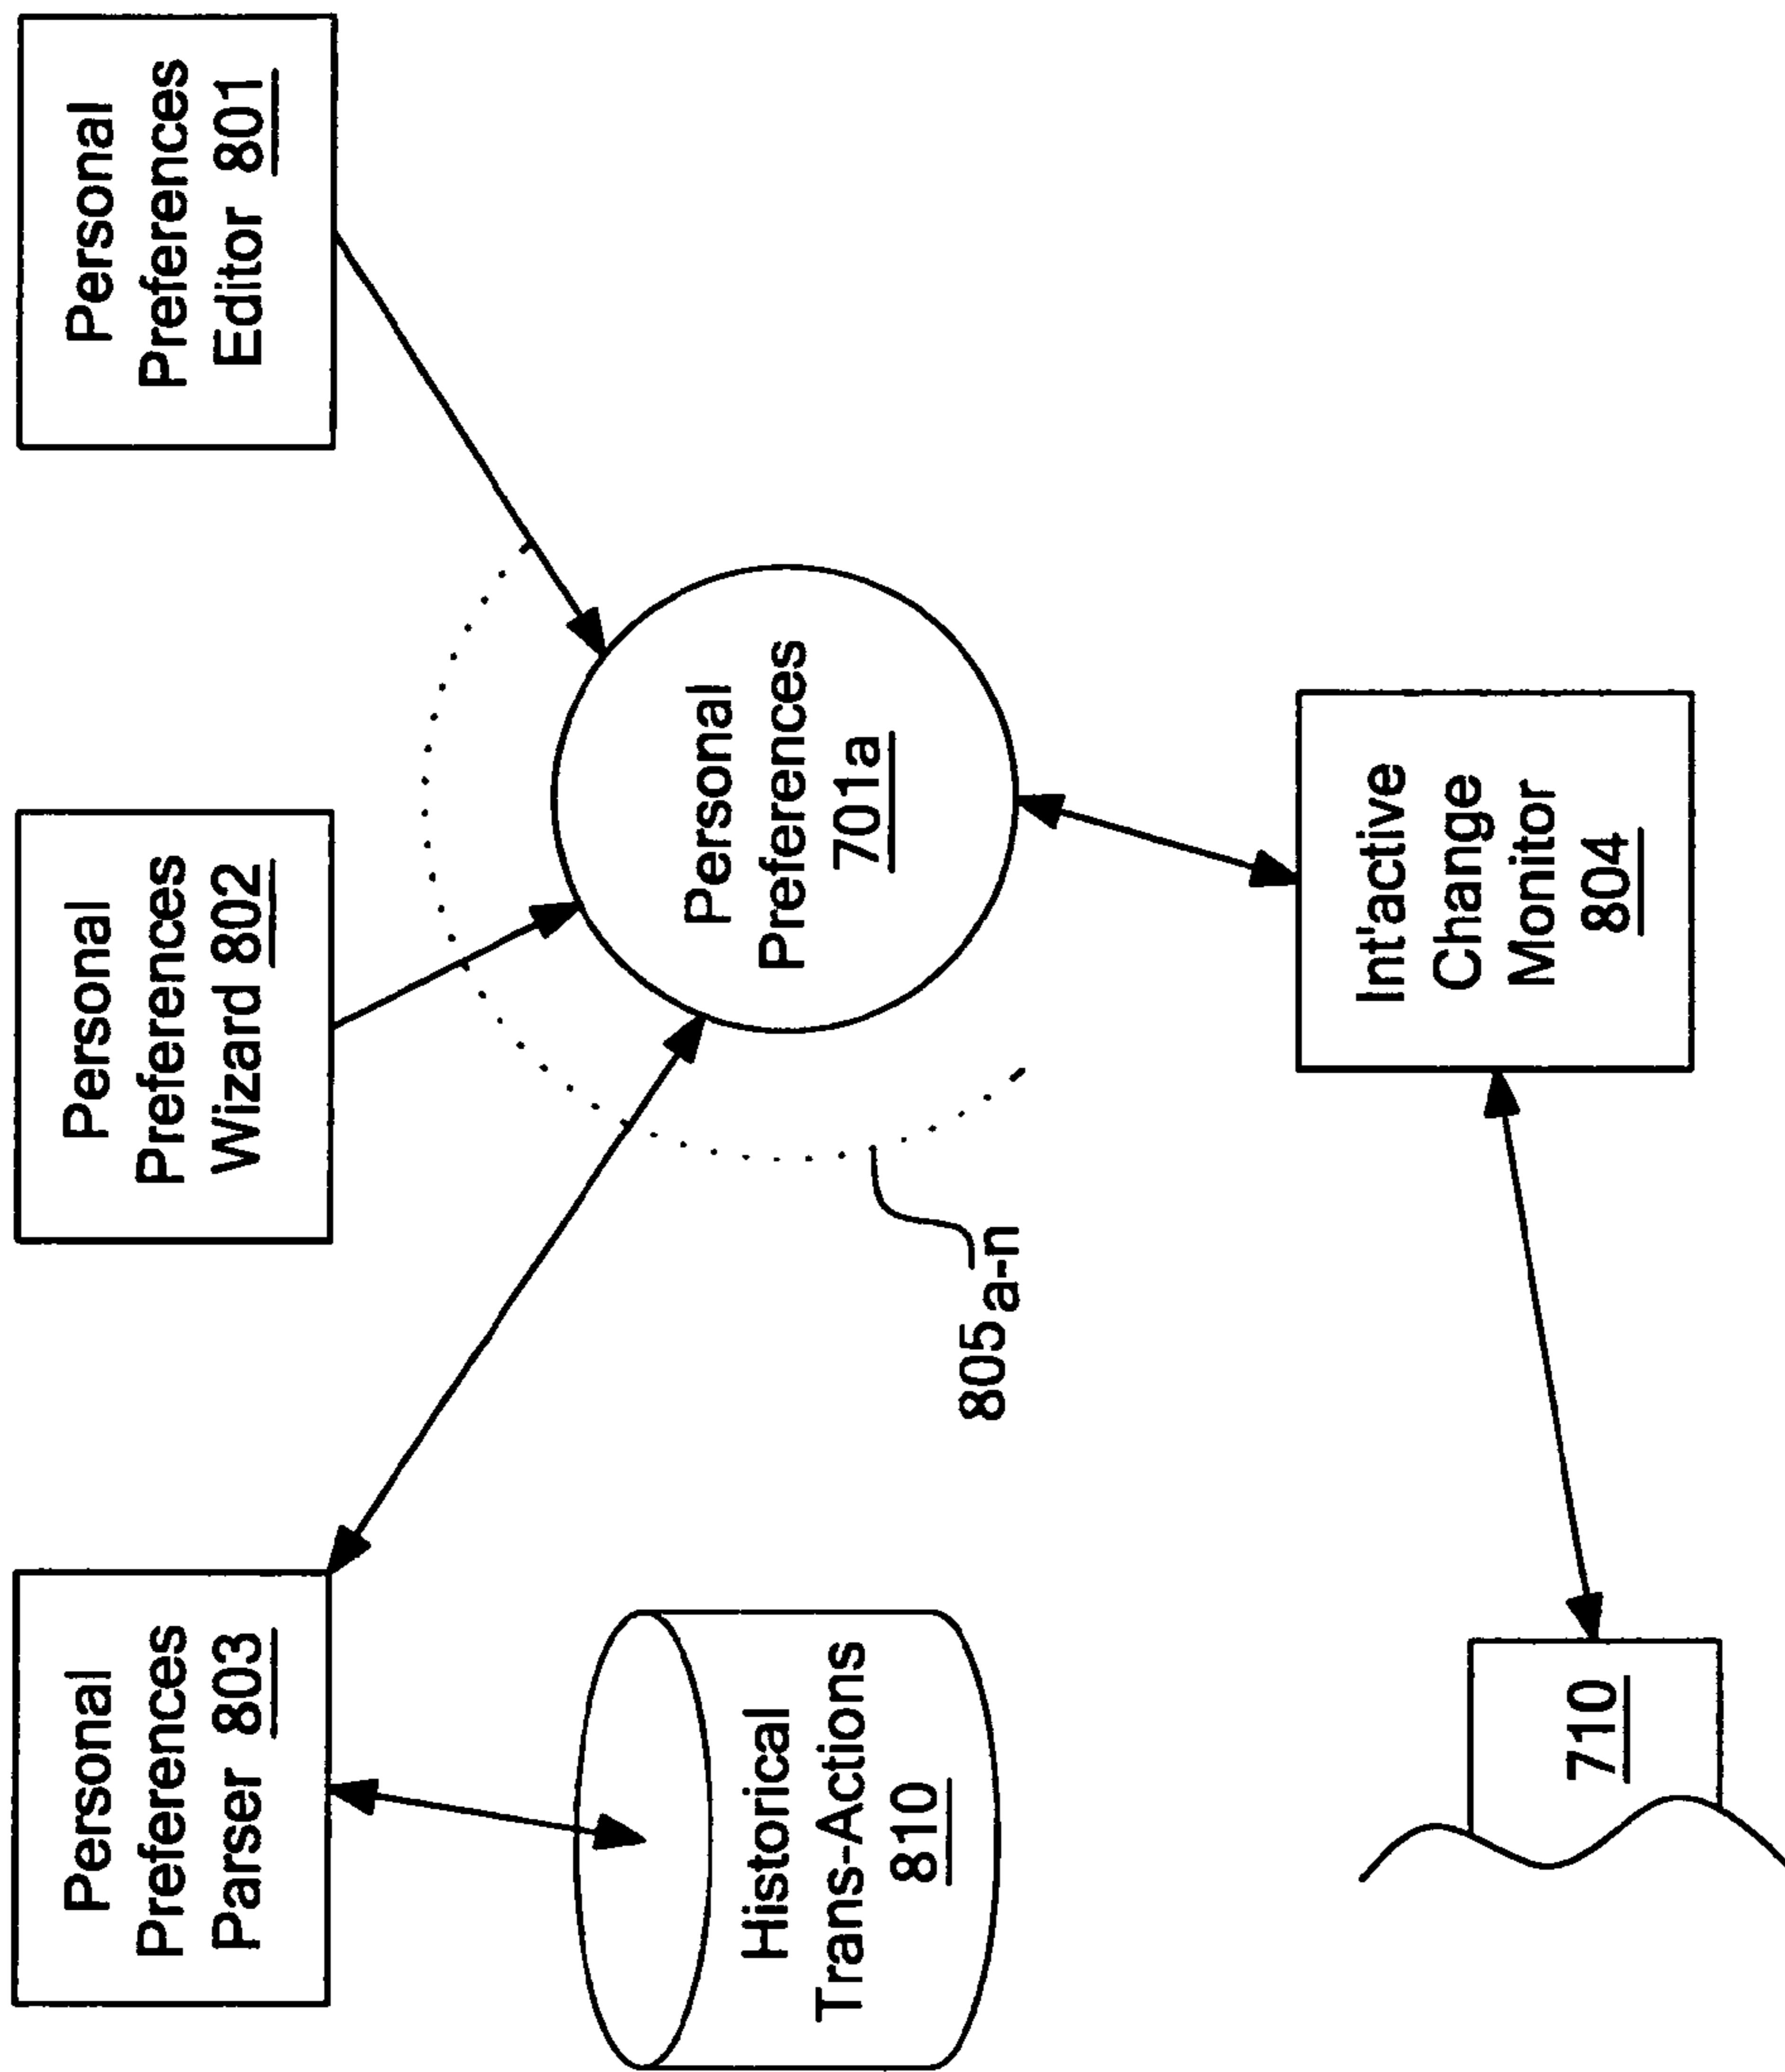 Personal
Preferences
Parser 803
Personal
Preferences
Wizard 802
Personal
Preferences
Editor 801
Historical
Trans-Actions
810
Personal
Preferences
701a
805a-n
710
Int'active
Change
Monitor
804